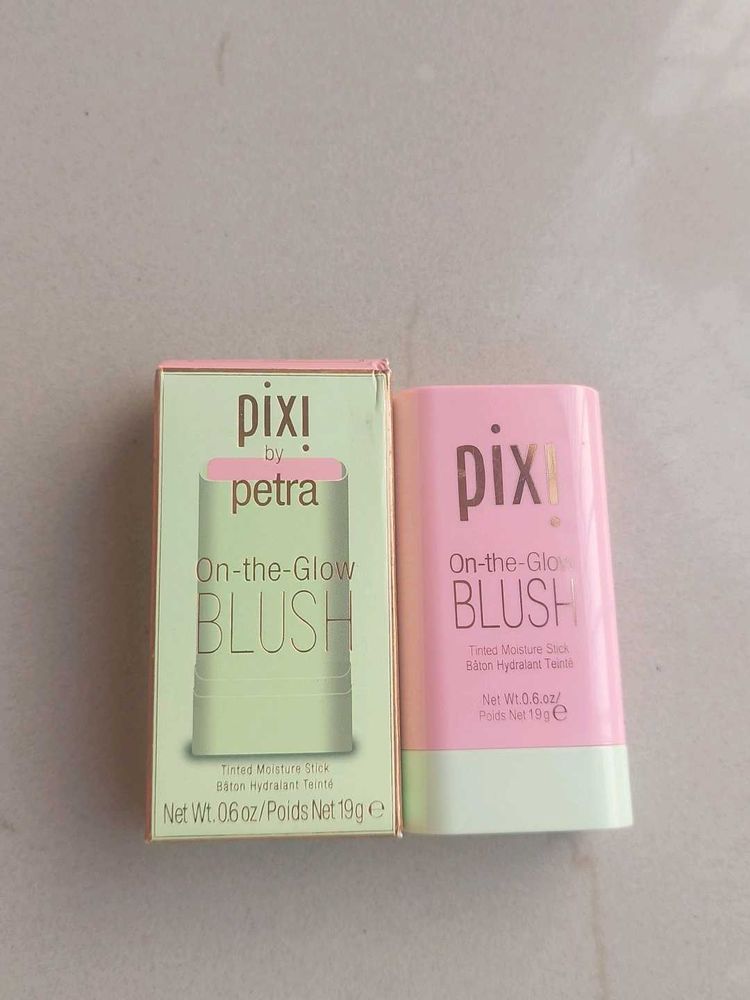 pixi
by
petra
On-the-Glow
BLUSH
Tinted Moisture Stick
Bâton Hydralant Teinté
Net Wt. 0.6 oz/Poids Net 19g ℮
pixi
On-the-Glow
BLUSH
Tinted Moisture Stick
Bâton Hydralant Teinté
Net Wt.0.6.oz/
Poids Net 19g ℮